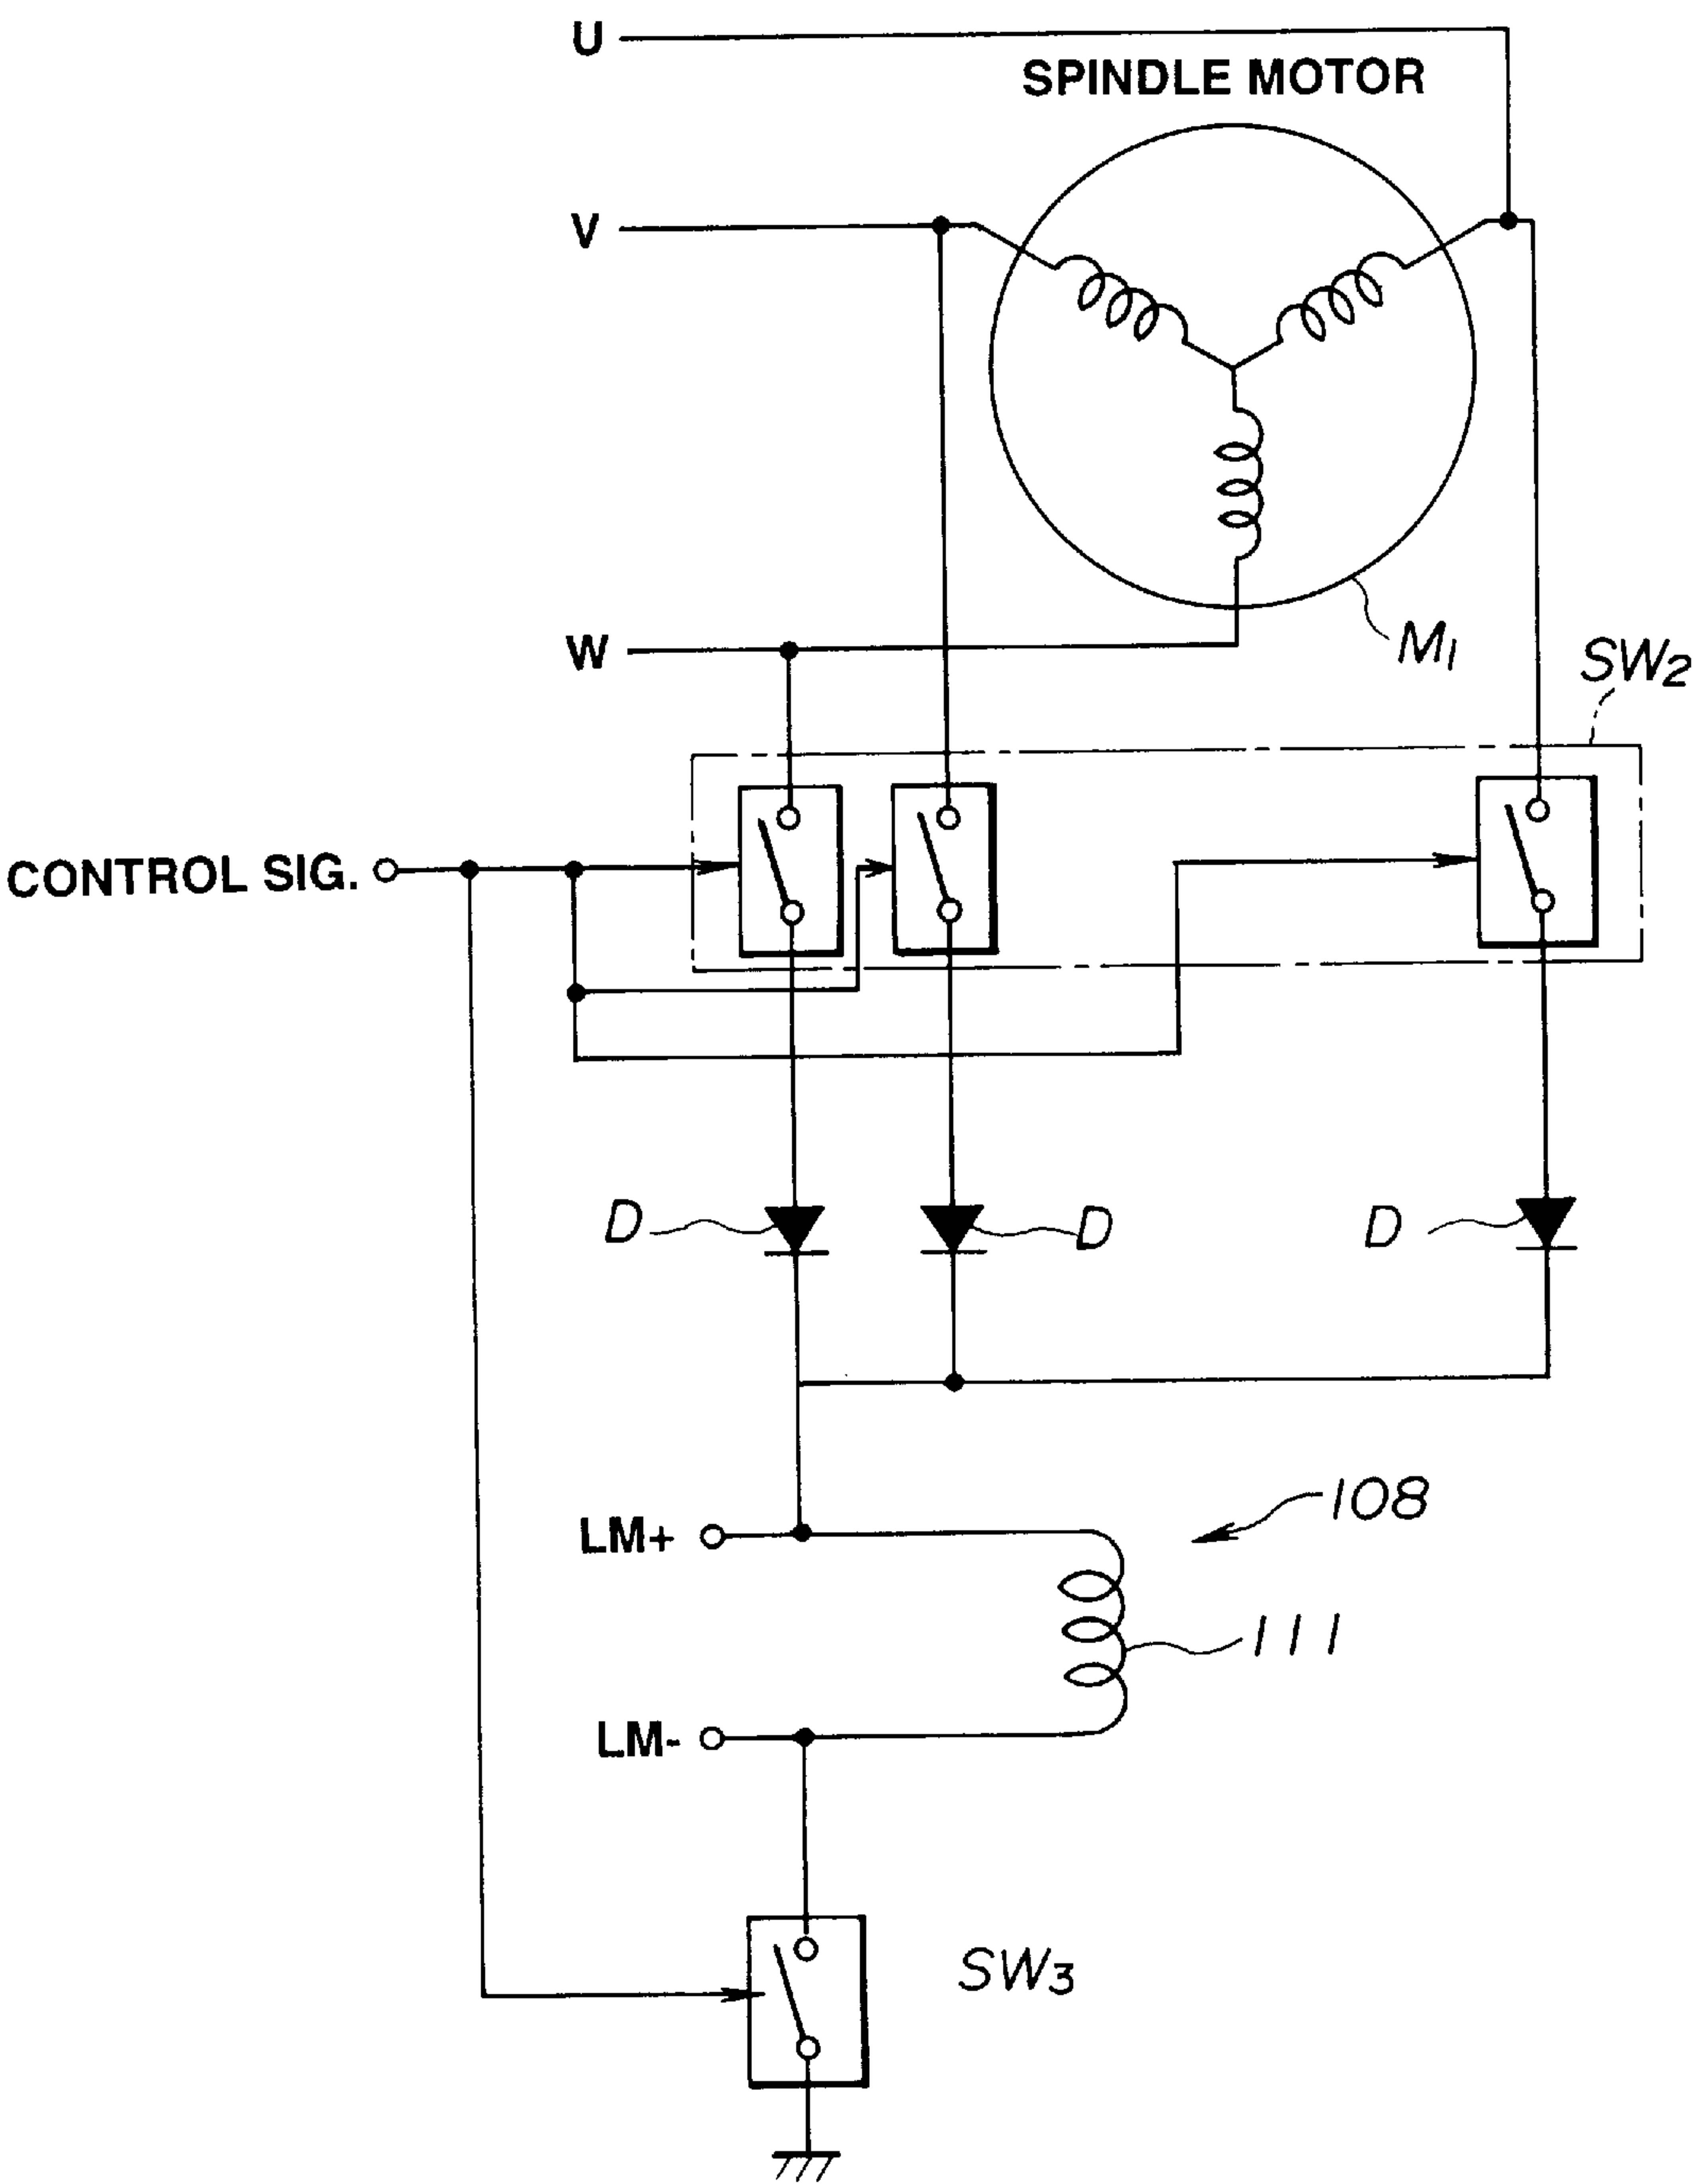 U
SPINDLE MOTOR
V
W
M1
SW2
CONTROL SIG.
D
D
D
LM+
108
111
LM-
SW3